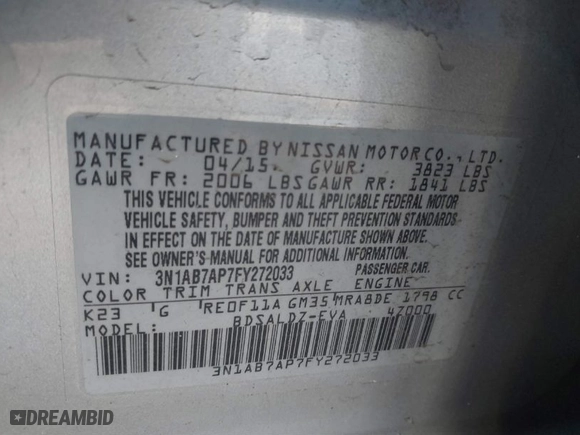 MANUFACTURED BY NISSAN MOTOR CO., LTD.
DATE: 04/15 GVWR: 3823 LBS
GAWR FR: 2006 LBS GAWR RR: 1841 LBS
THIS VEHICLE CONFORMS TO ALL APPLICABLE FEDERAL MOTOR
VEHICLE SAFETY, BUMPER AND THEFT PREVENTION STANDARDS
IN EFFECT ON THE DATE OF MANUFACTURE SHOWN ABOVE.
SEE OWNER'S MANUAL FOR ADDITIONAL INFORMATION.
VIN: 3N1AB7AP7FY272033 PASSENGER CAR
COLOR TRIM TRANS AXLE ENGINE
K23 G RE0F11A GM35 MRA8DE 1798 CC
MODEL: BDSALDZ-EVA 47000
3N1AB7AP7FY272033
DREAMBID